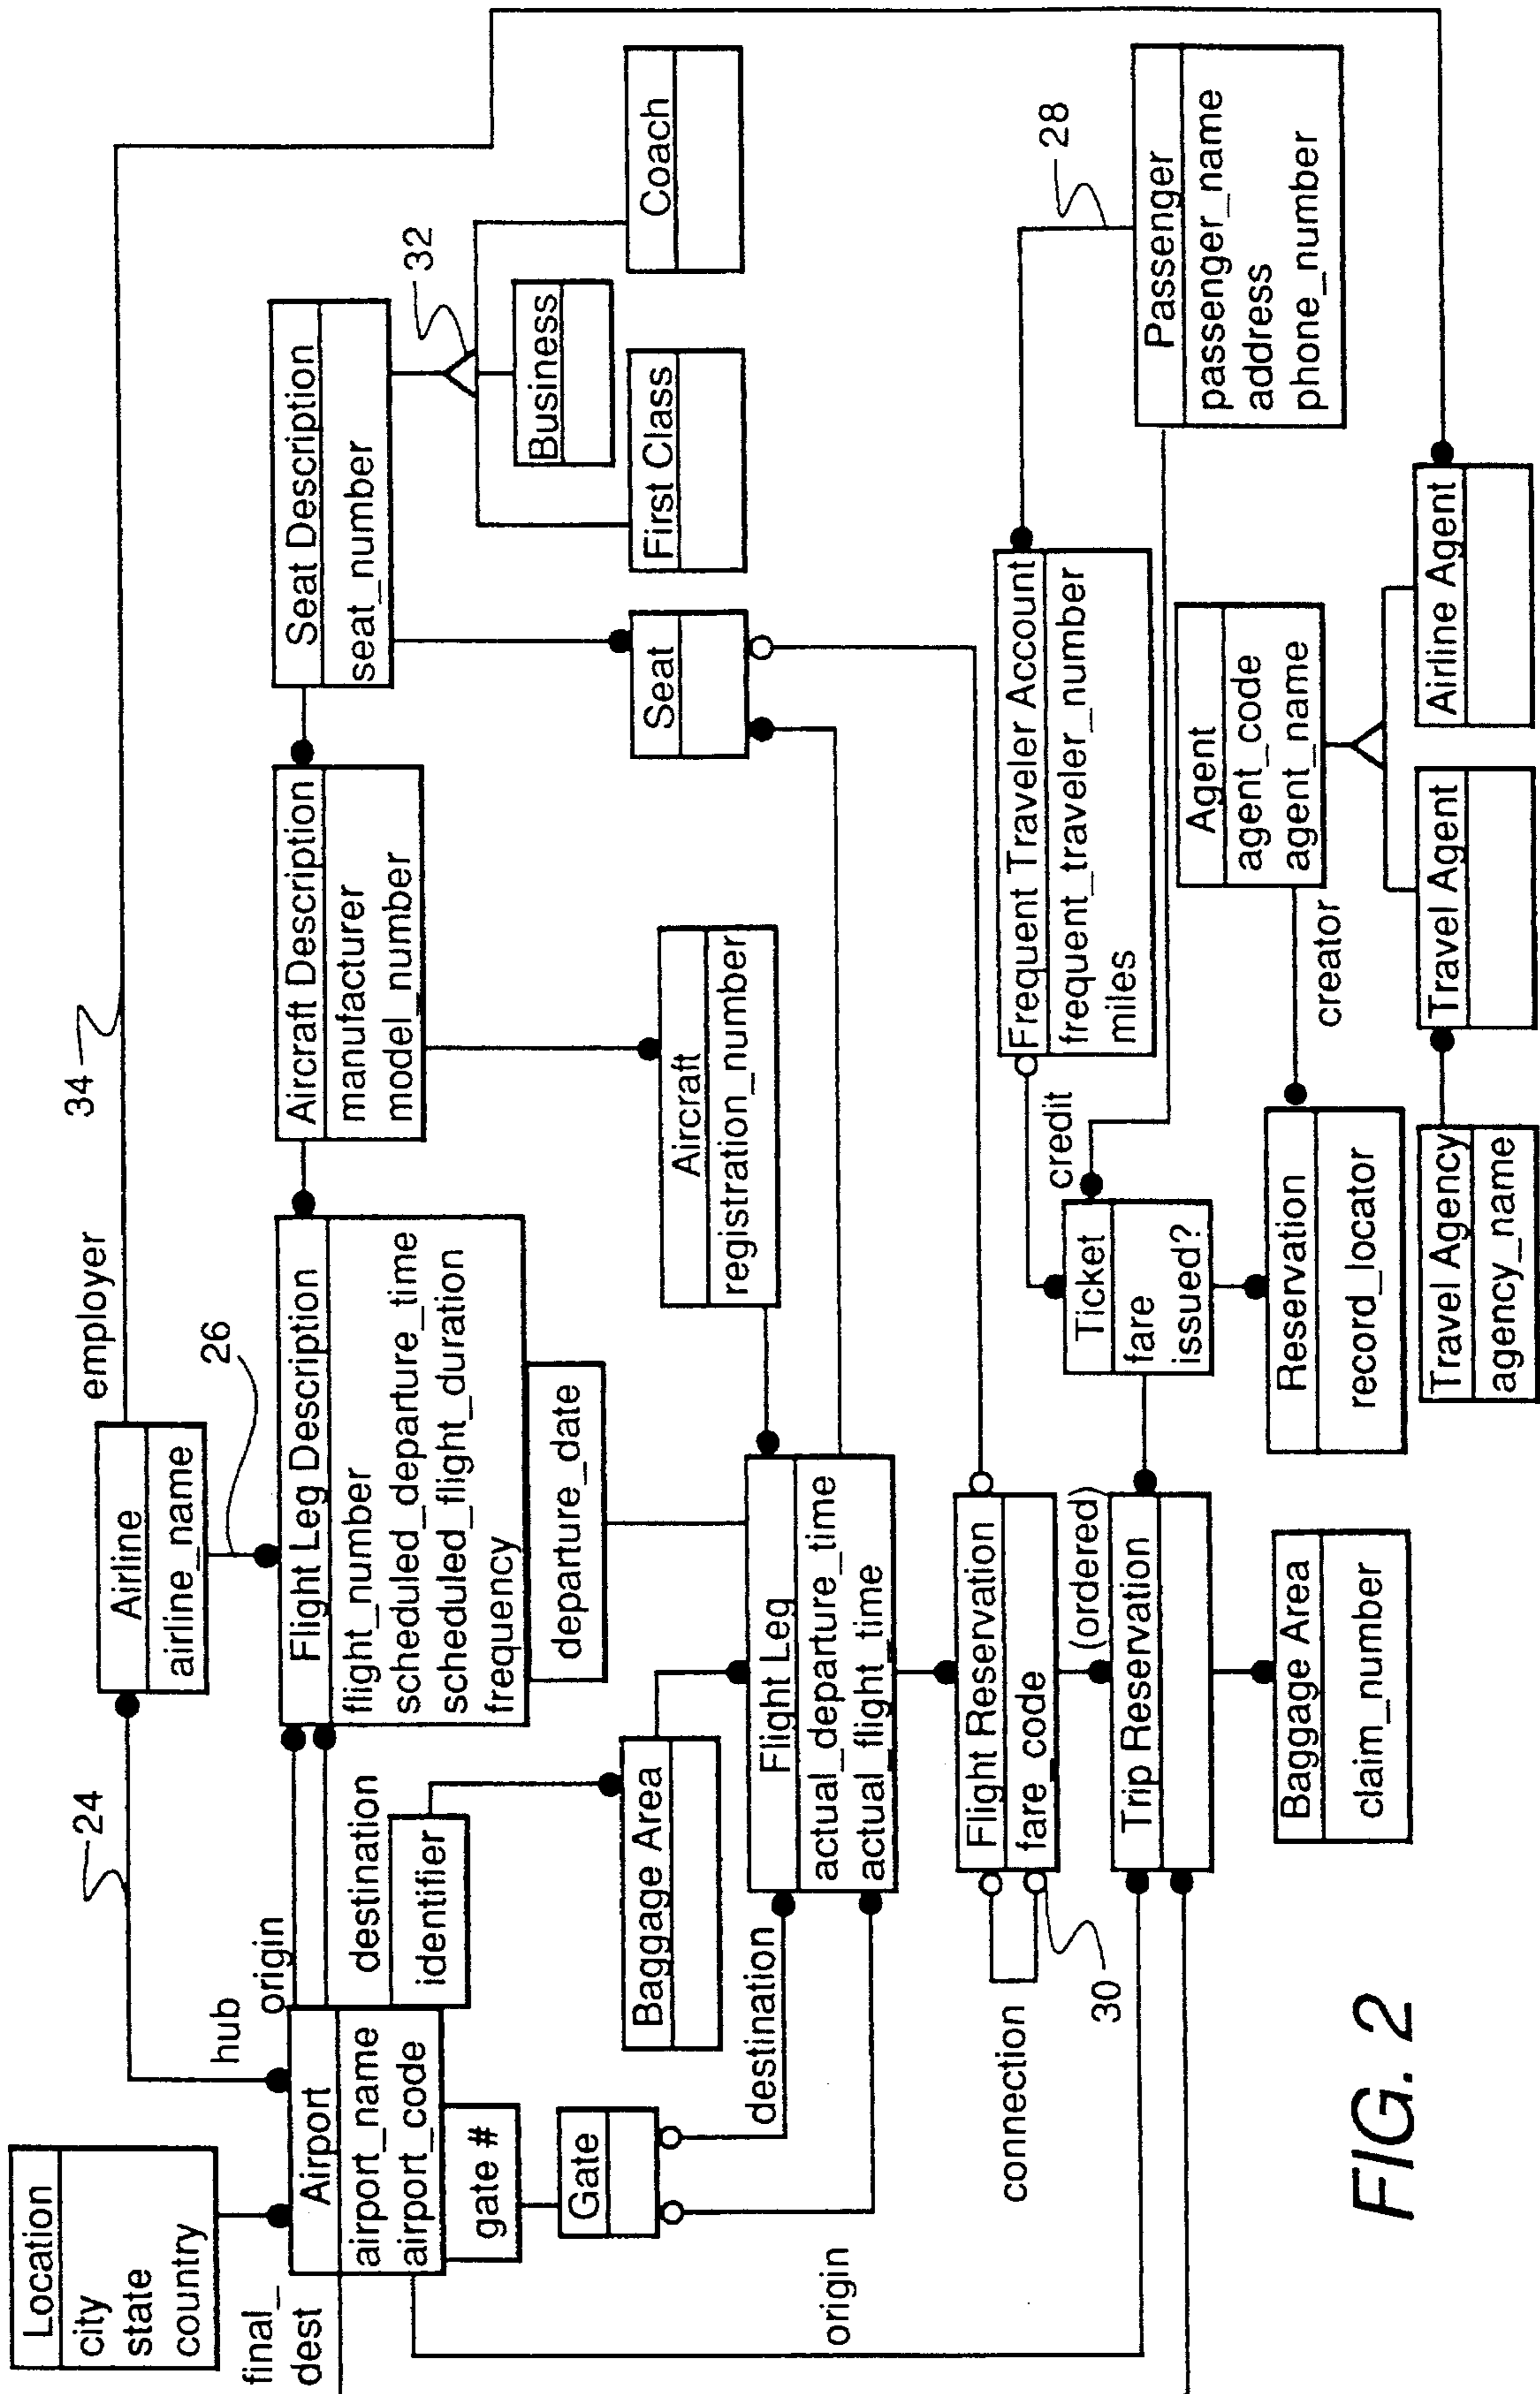 34
employer
24
26
Location
city
state
country
hub
Airline
airline_name
final_
dest
origin
destination
Airport
airport_name
airport_code
gate #
identifier
Flight Leg Description
flight_number
scheduled_departure_time
scheduled_flight_duration
frequency
departure_date
Aircraft Description
manufacturer
model_number
Seat Description
seat_number
32
Business
First Class
Coach
Gate
Baggage Area
Aircraft
registration_number
Seat
destination
origin
Flight Leg
actual_departure_time
actual_flight_time
connection
30
Flight Reservation
fare_code
(ordered)
Trip Reservation
Baggage Area
claim_number
credit
Ticket
fare
issued?
Frequent Traveler Account
frequent_traveler_number
miles
28
Passenger
passenger_name
address
phone_number
Reservation
record_locator
creator
Agent
agent_code
agent_name
Travel Agency
agency_name
Travel Agent
Airline Agent
FIG. 2